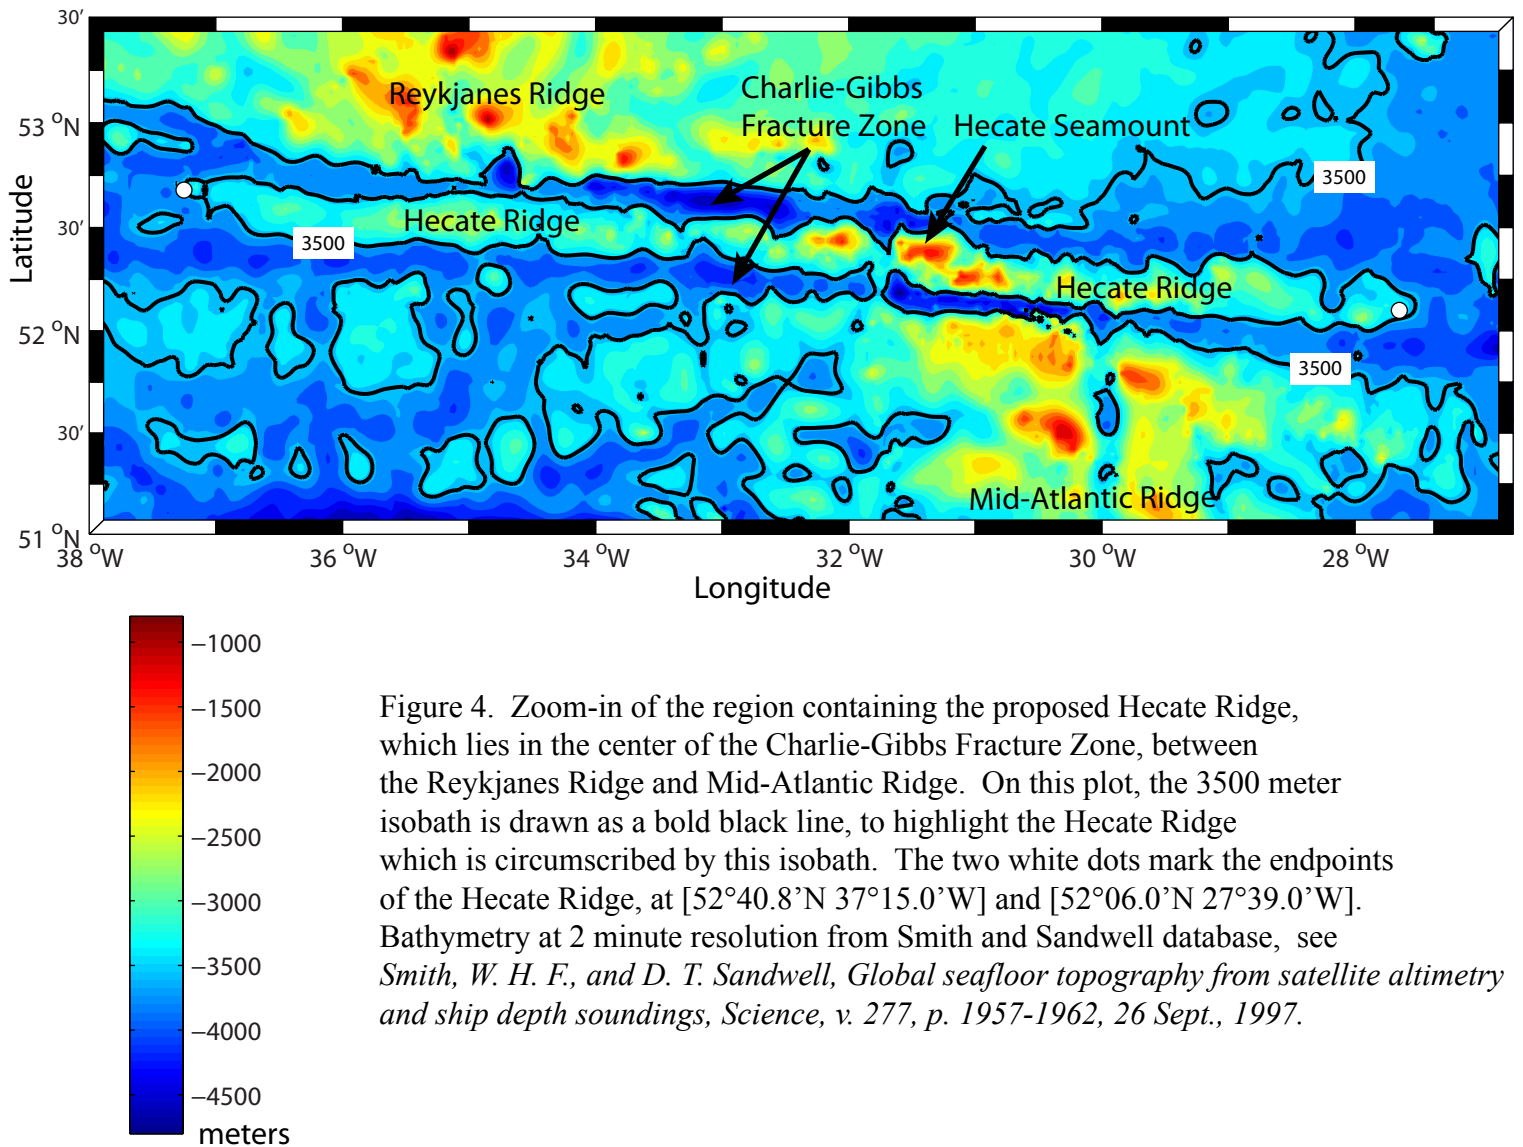 30′
Charlie-Gibbs
Reykjanes Ridge
Fracture Zone
Hecate Seamount
53 °N
3500
Latitude
Hecate Ridge
30′
3500
Hecate Ridge
52 °N
3500
30′
Mid-Atlantic Ridge
51 °N
38 °W
36 °W
34 °W
32 °W
30 °W
28 °W
Longitude
−1000
−1500
−2000
−2500
−3000
−3500
−4000
−4500
meters
Figure 4. Zoom-in of the region containing the proposed Hecate Ridge,
which lies in the center of the Charlie-Gibbs Fracture Zone, between
the Reykjanes Ridge and Mid-Atlantic Ridge. On this plot, the 3500 meter
isobath is drawn as a bold black line, to highlight the Hecate Ridge
which is circumscribed by this isobath. The two white dots mark the endpoints
of the Hecate Ridge, at [52°40.8’N 37°15.0’W] and [52°06.0’N 27°39.0’W].
Bathymetry at 2 minute resolution from Smith and Sandwell database, see
Smith, W. H. F., and D. T. Sandwell, Global seafloor topography from satellite altimetry
and ship depth soundings, Science, v. 277, p. 1957-1962, 26 Sept., 1997.